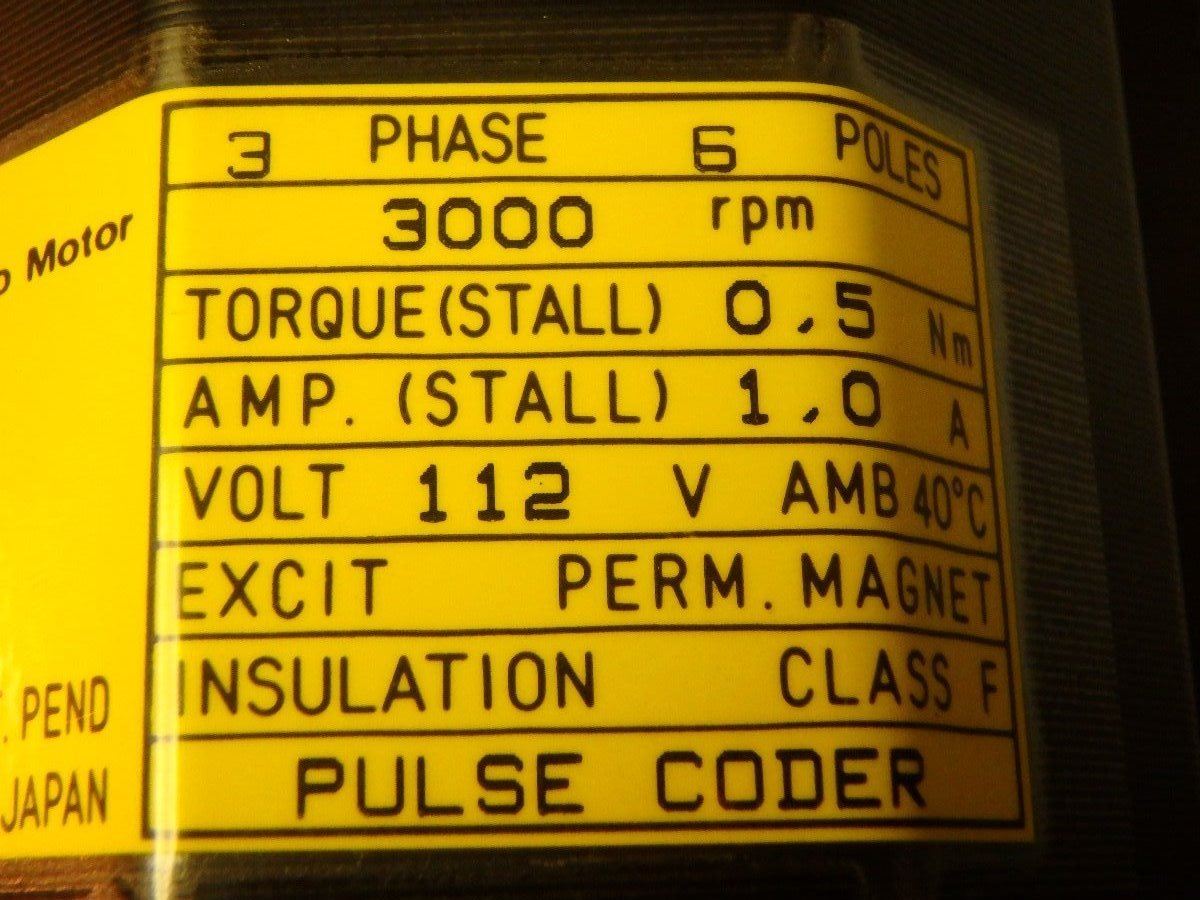 3 PHASE 6 POLES
3000 rpm
TORQUE (STALL) 0.5 Nm
AMP. (STALL) 1.0 A
VOLT 112 V AMB 40°C
EXCIT PERM. MAGNET
INSULATION CLASS F
PULSE CODER
Motor
PEND
JAPAN